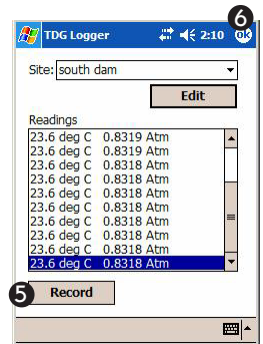 6
TDG Logger 2:10 ok
Site: south dam
Edit
Readings
23.6 deg C 0.8319 Atm
23.6 deg C 0.8319 Atm
23.6 deg C 0.8318 Atm
23.6 deg C 0.8318 Atm
23.6 deg C 0.8318 Atm
23.6 deg C 0.8318 Atm
23.6 deg C 0.8318 Atm
23.6 deg C 0.8318 Atm
23.6 deg C 0.8318 Atm
23.6 deg C 0.8318 Atm
5 Record